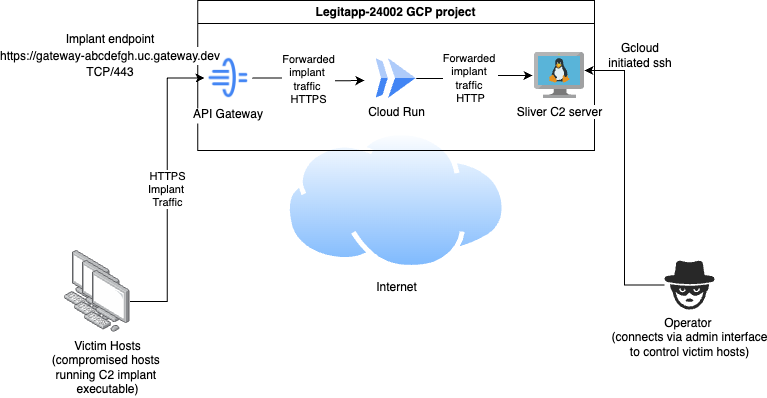 Legitapp-24002 GCP project
Implant endpoint
https://gateway-abcdefgh.uc.gateway.dev
TCP/443
Forwarded
implant
traffic
HTTPS
Forwarded
implant
traffic
HTTP
Gcloud
initiated ssh
API Gateway
Cloud Run
Sliver C2 server
HTTPS
Implant
Traffic
Internet
Victim Hosts
(compromised hosts
running C2 implant
executable)
Operator
(connects via admin interface
to control victim hosts)